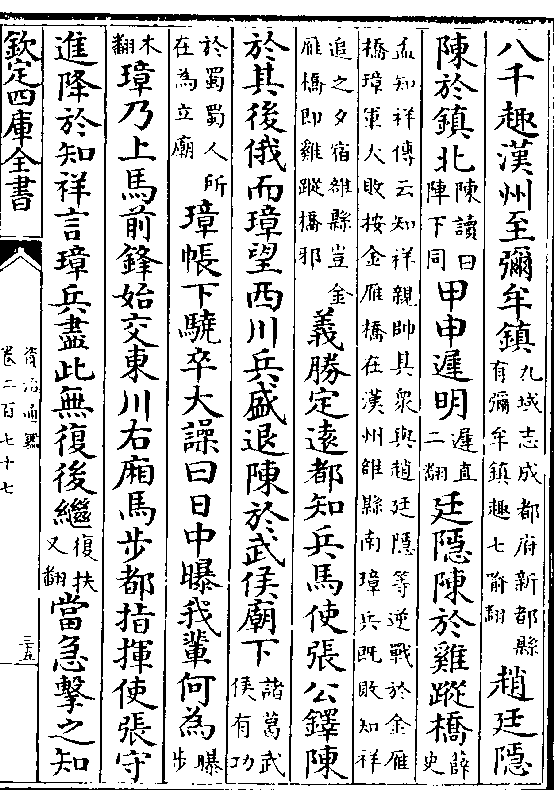 八千趣漢州至彌牟鎮九域志成都府新都縣有彌牟鎮趣七喻翻趙廷隱
陳於鎮北陳讀曰陣下同甲申遲明遲直二翻廷隱陳於雞蹤橋薛史
孟知祥傳云知祥親帥其衆與趙廷隱等逆戰於金雁
橋璋軍大敗按金雁橋在漢州雒縣南璋兵既敗知祥
追之夕宿雒縣豈金雁橋即雞蹤橋邪義勝定遠都知兵馬使張公鐸陳
於其後俄而璋望西川兵盛退陳於武侯廟下諸葛武侯有功
於蜀蜀人所在為立廟璋帳下驍卒大譟曰日中曝我輩何為曝步
木翻璋乃上馬前鋒始交東川右廂馬步都指揮使張守
進降於知祥言璋兵盡此無復後繼復扶又翻當急擊之知
欽定四庫全書
資治通鑑
卷二百七十七
三五